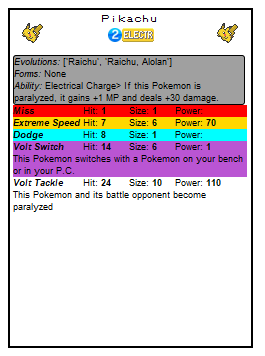 Pikachu
2 ELECTR
Evolutions: ['Raichu', 'Raichu, Alolan']
Forms: None
Ability: Electrical Charge> If this Pokemon is
paralyzed, it gains +1 MP and deals +30 damage.
Miss Hit: 1 Size: 1 Power:
Extreme Speed Hit: 7 Size: 6 Power: 70
Dodge Hit: 8 Size: 1 Power:
Volt Switch Hit: 14 Size: 6 Power: 1
This Pokemon switches with a Pokemon on your bench
or in your P.C.
Volt Tackle Hit: 24 Size: 10 Power: 110
This Pokemon and its battle opponent become
paralyzed